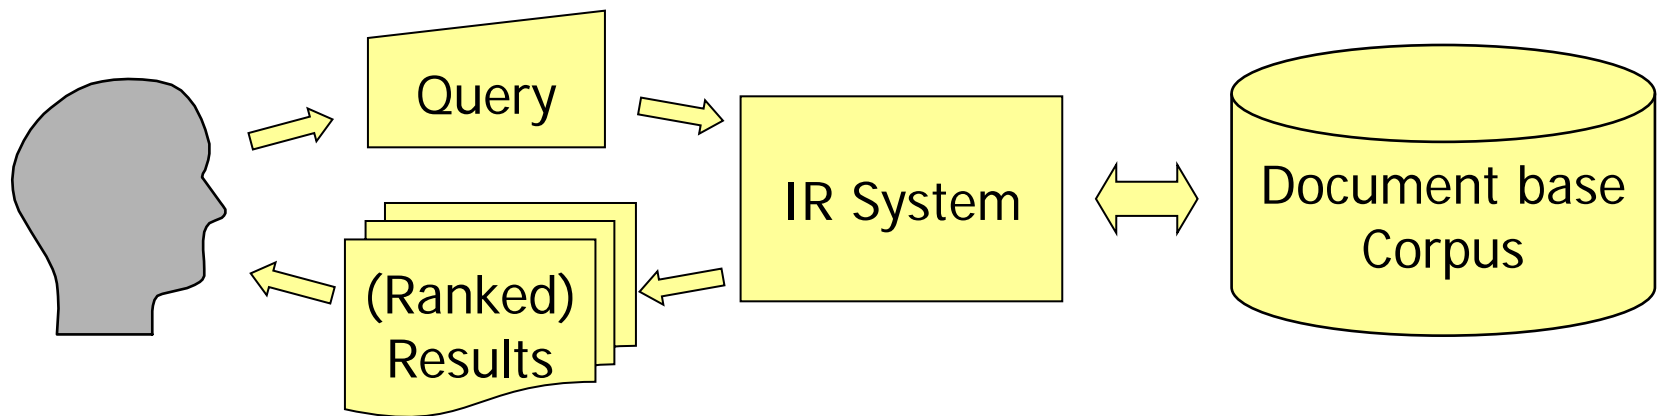 Query
IR System
Document base
Corpus
(Ranked)
Results